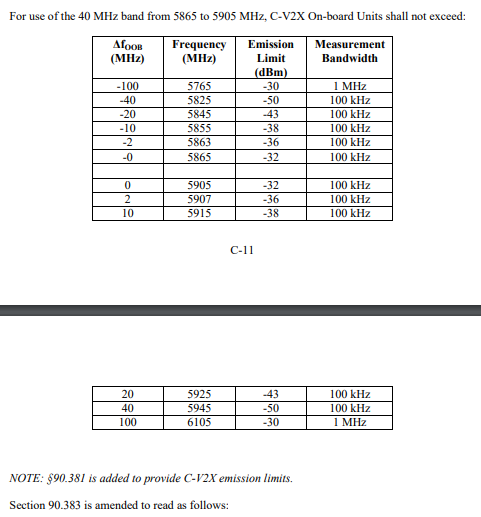 For use of the 40 MHz band from 5865 to 5905 MHz, C-V2X On-board Units shall not exceed:
ΔfOOB (MHz) Frequency (MHz) Emission Limit (dBm) Measurement Bandwidth
-100 5765 -30 1 MHz
-40 5825 -50 100 kHz
-20 5845 -43 100 kHz
-10 5855 -38 100 kHz
-2 5863 -36 100 kHz
-0 5865 -32 100 kHz
0 5905 -32 100 kHz
2 5907 -36 100 kHz
10 5915 -38 100 kHz
C-11
20 5925 -43 100 kHz
40 5945 -50 100 kHz
100 6105 -30 1 MHz
NOTE: §90.381 is added to provide C-V2X emission limits.
Section 90.383 is amended to read as follows: